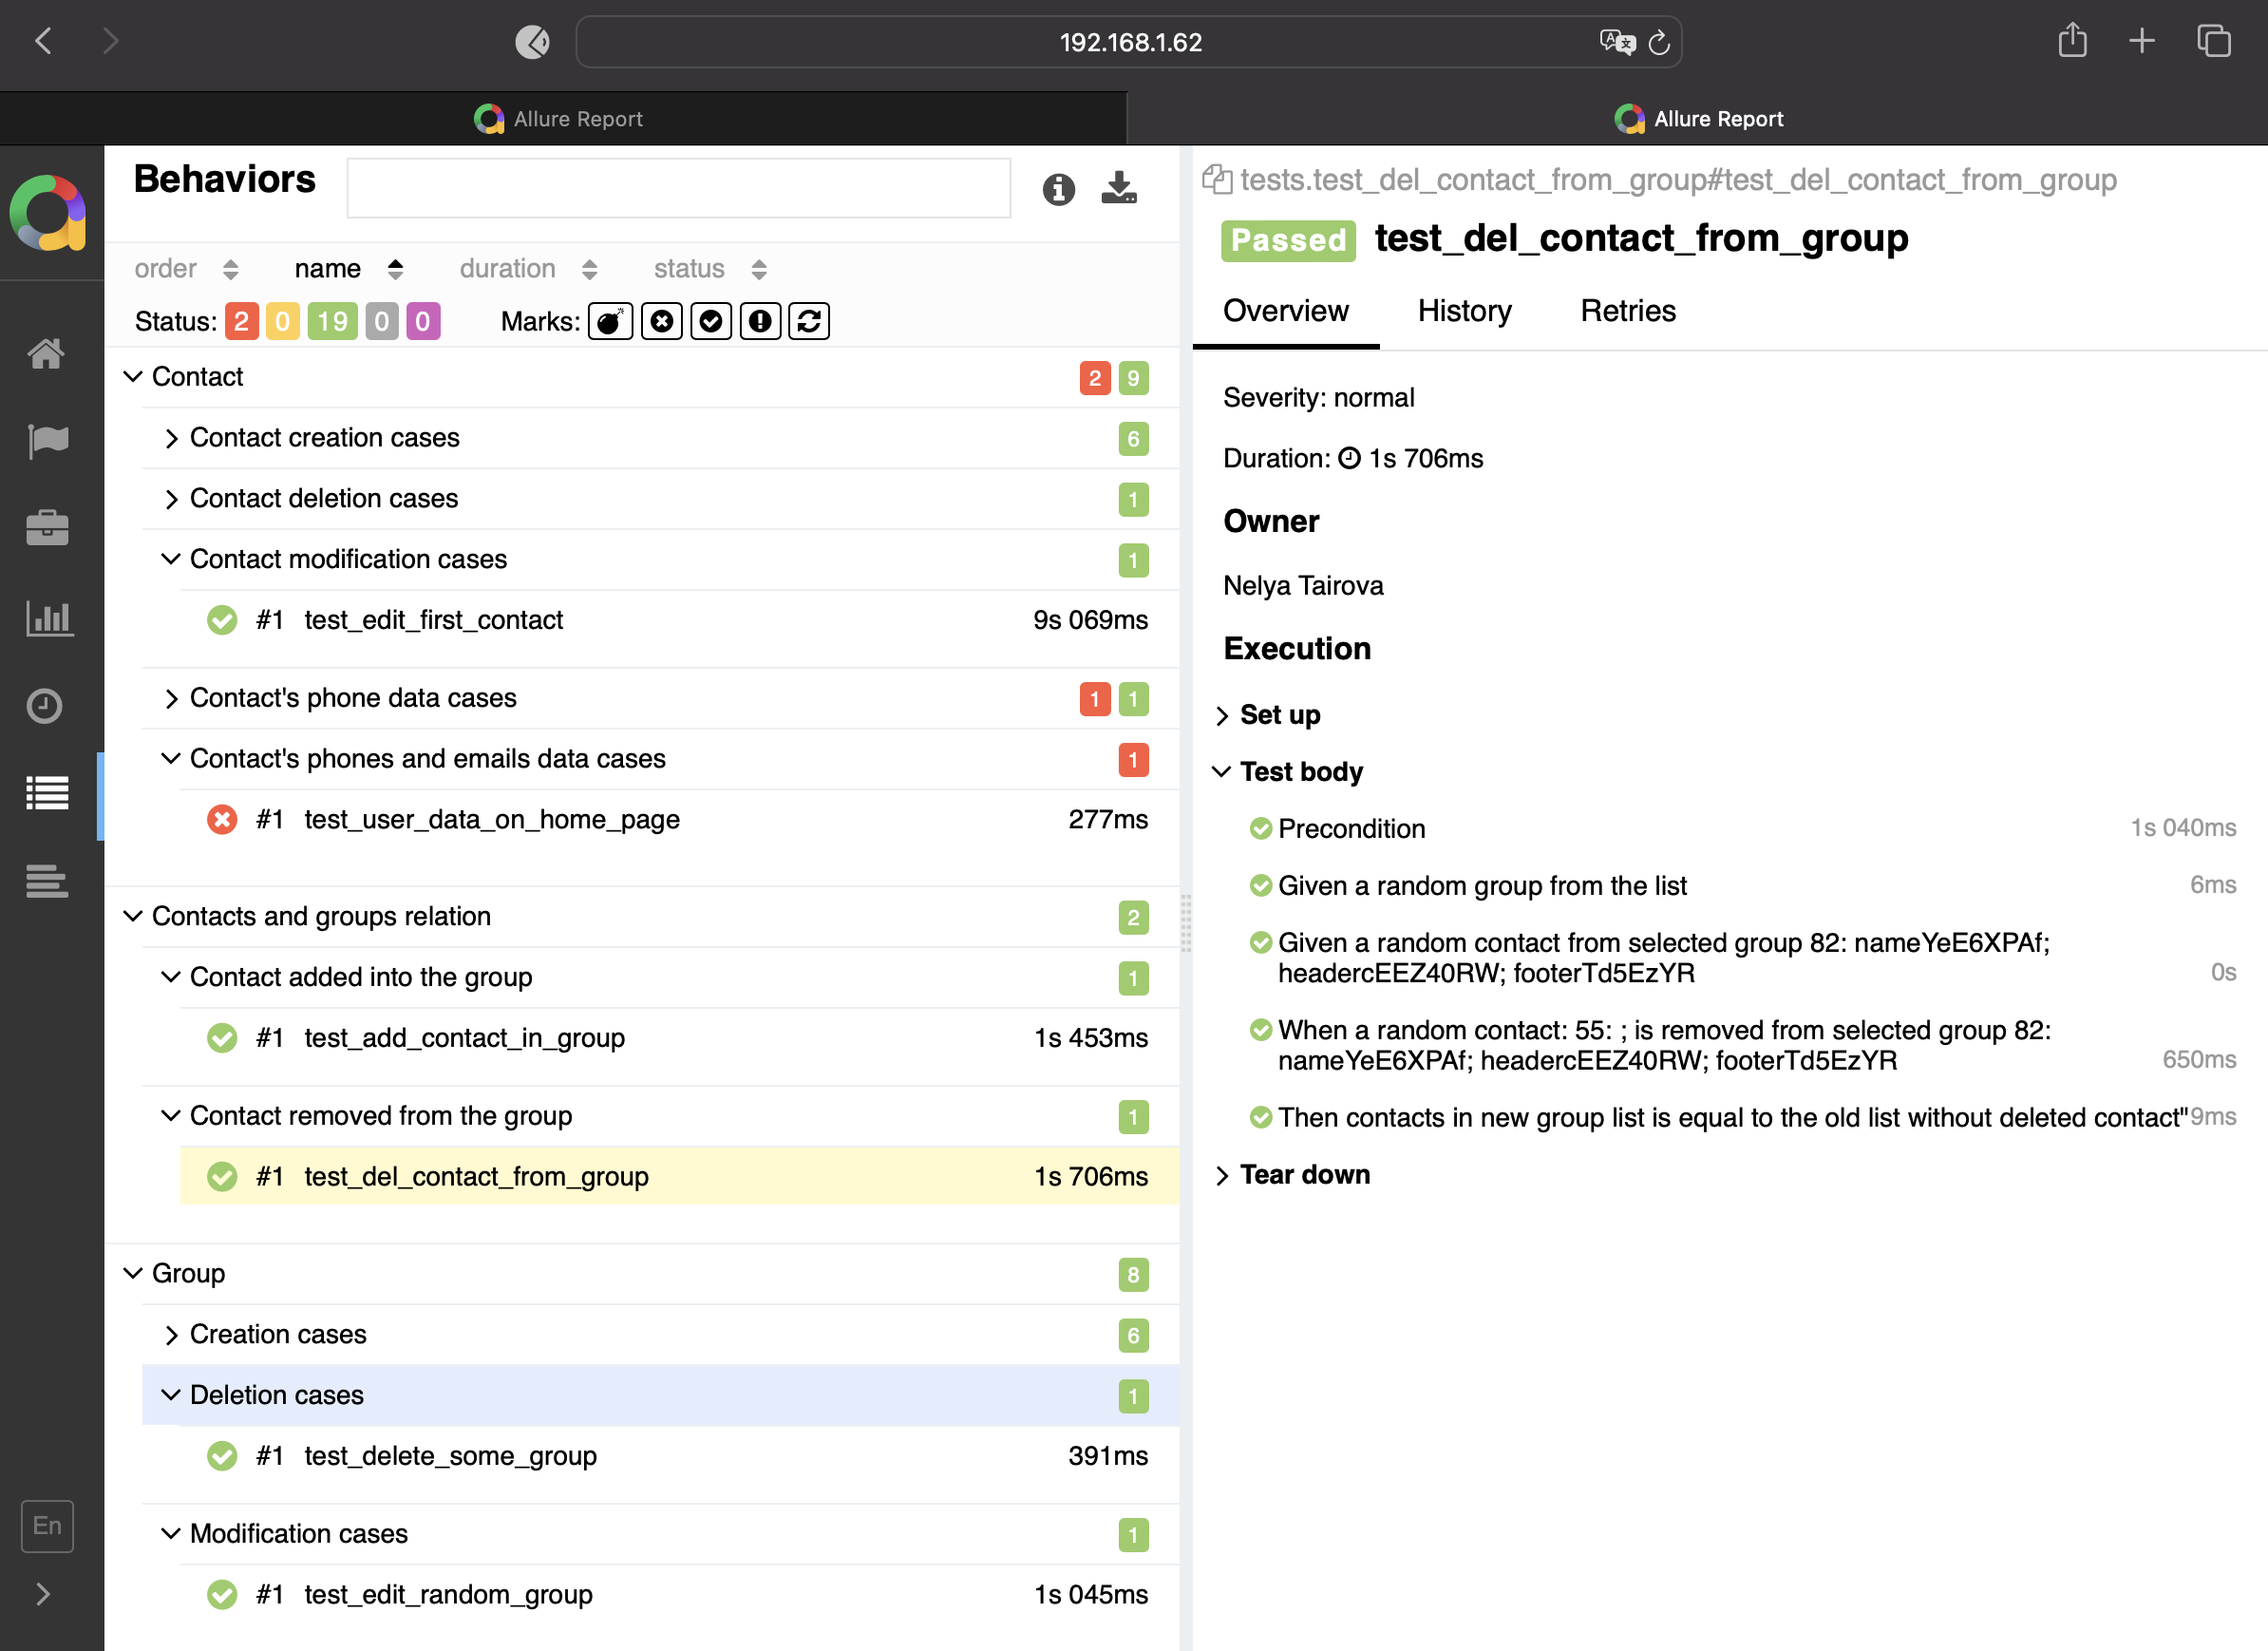 192.168.1.62
Allure Report
Allure Report
Behaviors
order name duration status
Status: 2 0 19 0 0 Marks:
Contact 2 9
Contact creation cases 6
Contact deletion cases 1
Contact modification cases 1
#1 test_edit_first_contact 9s 069ms
Contact's phone data cases 1 1
Contact's phones and emails data cases 1
#1 test_user_data_on_home_page 277ms
Contacts and groups relation 2
Contact added into the group 1
#1 test_add_contact_in_group 1s 453ms
Contact removed from the group 1
#1 test_del_contact_from_group 1s 706ms
Group 8
Creation cases 6
Deletion cases 1
#1 test_delete_some_group 391ms
Modification cases 1
#1 test_edit_random_group 1s 045ms
En
tests.test_del_contact_from_group#test_del_contact_from_group
Passed test_del_contact_from_group
Overview History Retries
Severity: normal
Duration: 1s 706ms
Owner
Nelya Tairova
Execution
Set up
Test body
Precondition 1s 040ms
Given a random group from the list 6ms
Given a random contact from selected group 82: nameYeE6XPAf;
headercEEZ40RW; footerTd5EzYR 0s
When a random contact: 55: ; is removed from selected group 82:
nameYeE6XPAf; headercEEZ40RW; footerTd5EzYR 650ms
Then contacts in new group list is equal to the old list without deleted contact" 9ms
Tear down